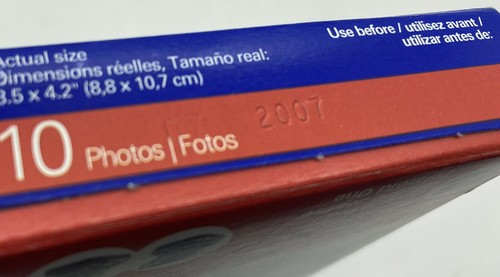 Actual size
Dimensions réelles, Tamaño real:
3.5 x 4.2" (8,8 x 10,7 cm)
Use before / utilisez avant /
utilizar antes de:
10 Photos | Fotos
2007